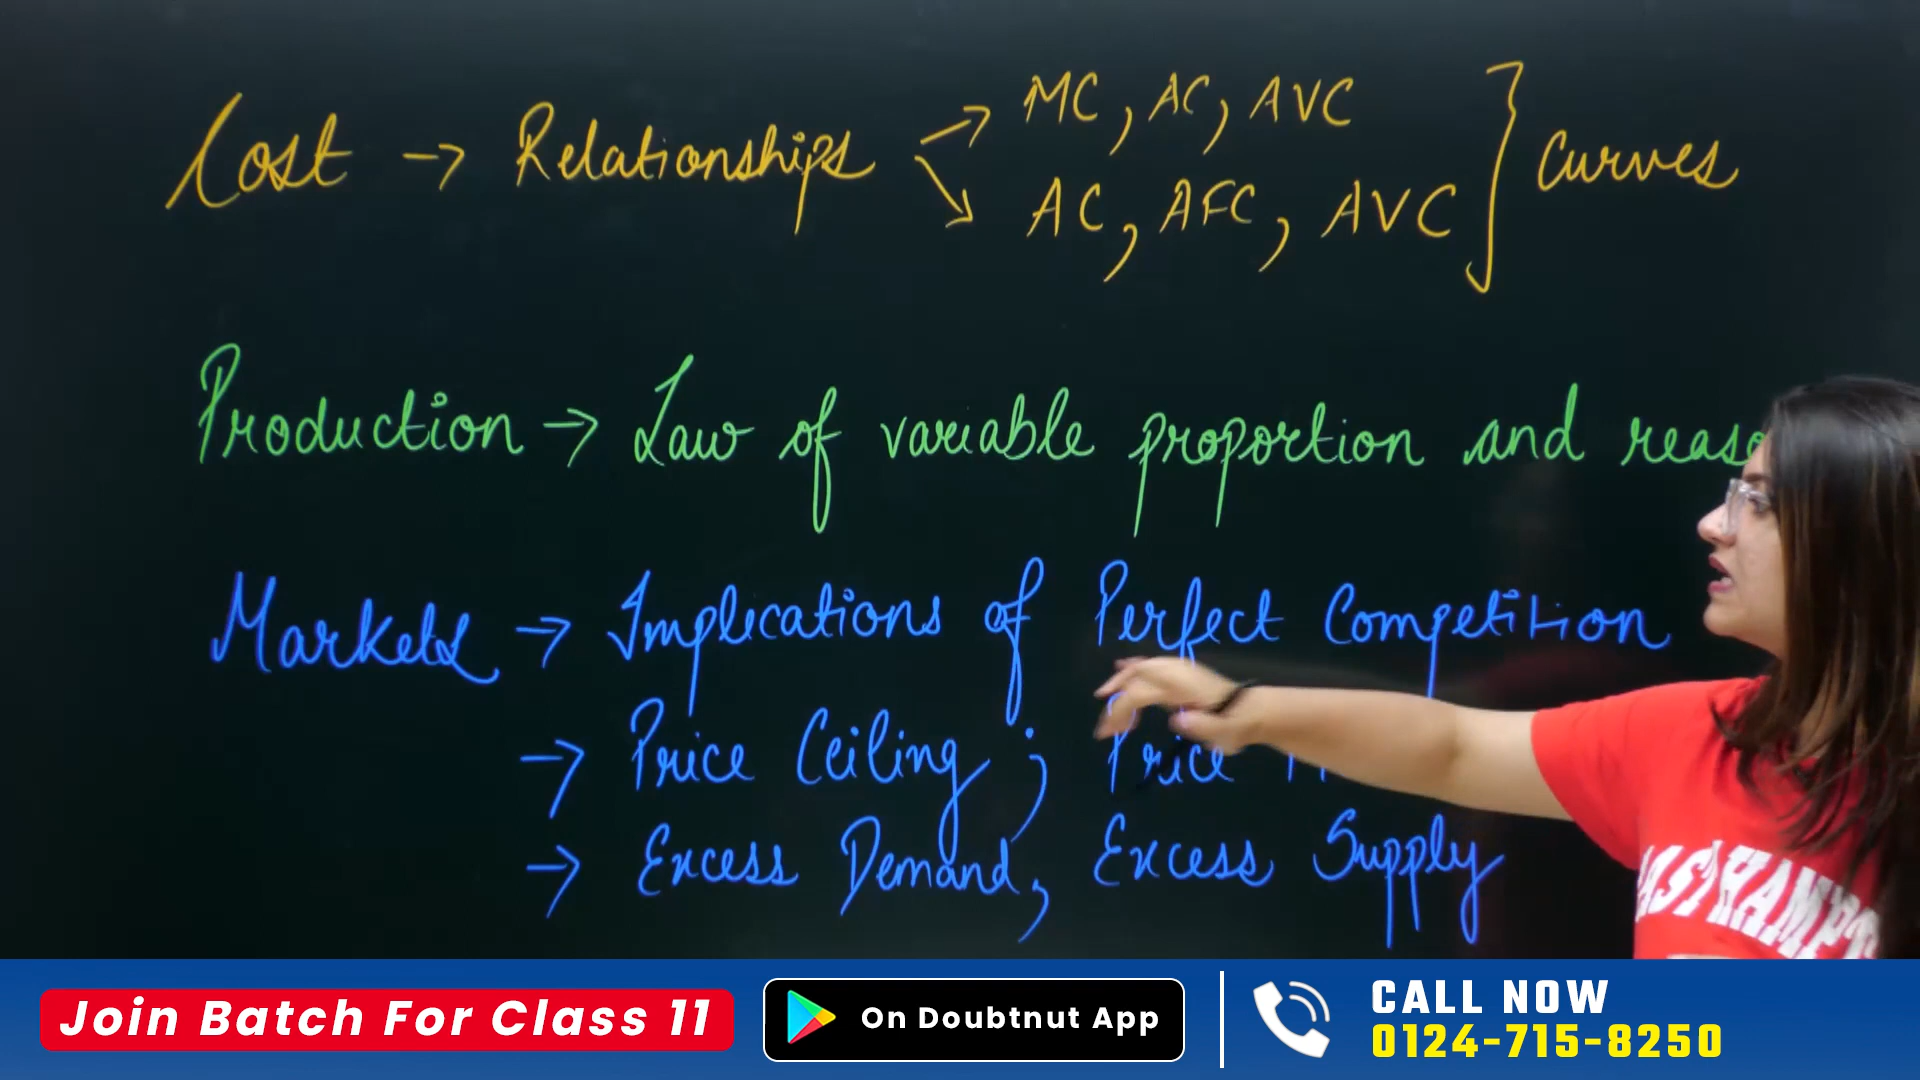 Cost → Relationships → MC, AC, AVC
→ AC, AFC, AVC } curves
Production → Law of variable proportion and reaso
Markets → Implications of Perfect Competition
→ Price Ceiling ; Price
→ Excess Demand, Excess Supply
ASTHAMPT
Join Batch For Class 11
On Doubtnut App
CALL NOW
0124-715-8250